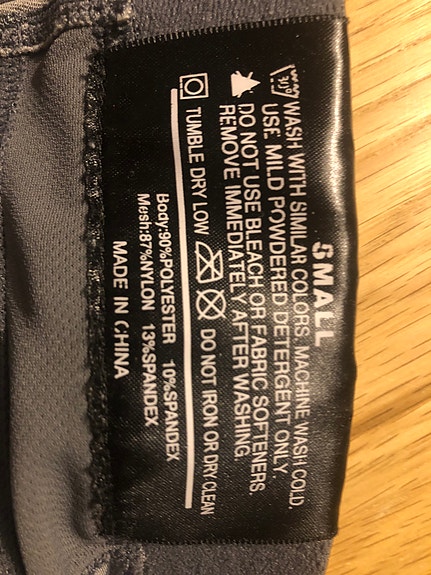 SMALL
30° WASH WITH SIMILAR COLORS. MACHINE WASH COLD.
USE MILD POWDERED DETERGENT ONLY.
DO NOT USE BLEACH OR FABRIC SOFTENERS.
REMOVE IMMEDIATELY AFTER WASHING.
TUMBLE DRY LOW DO NOT IRON OR DRY CLEAN
Body:90%POLYESTER 10%SPANDEX
Mesh:87%NYLON 13%SPANDEX
MADE IN CHINA